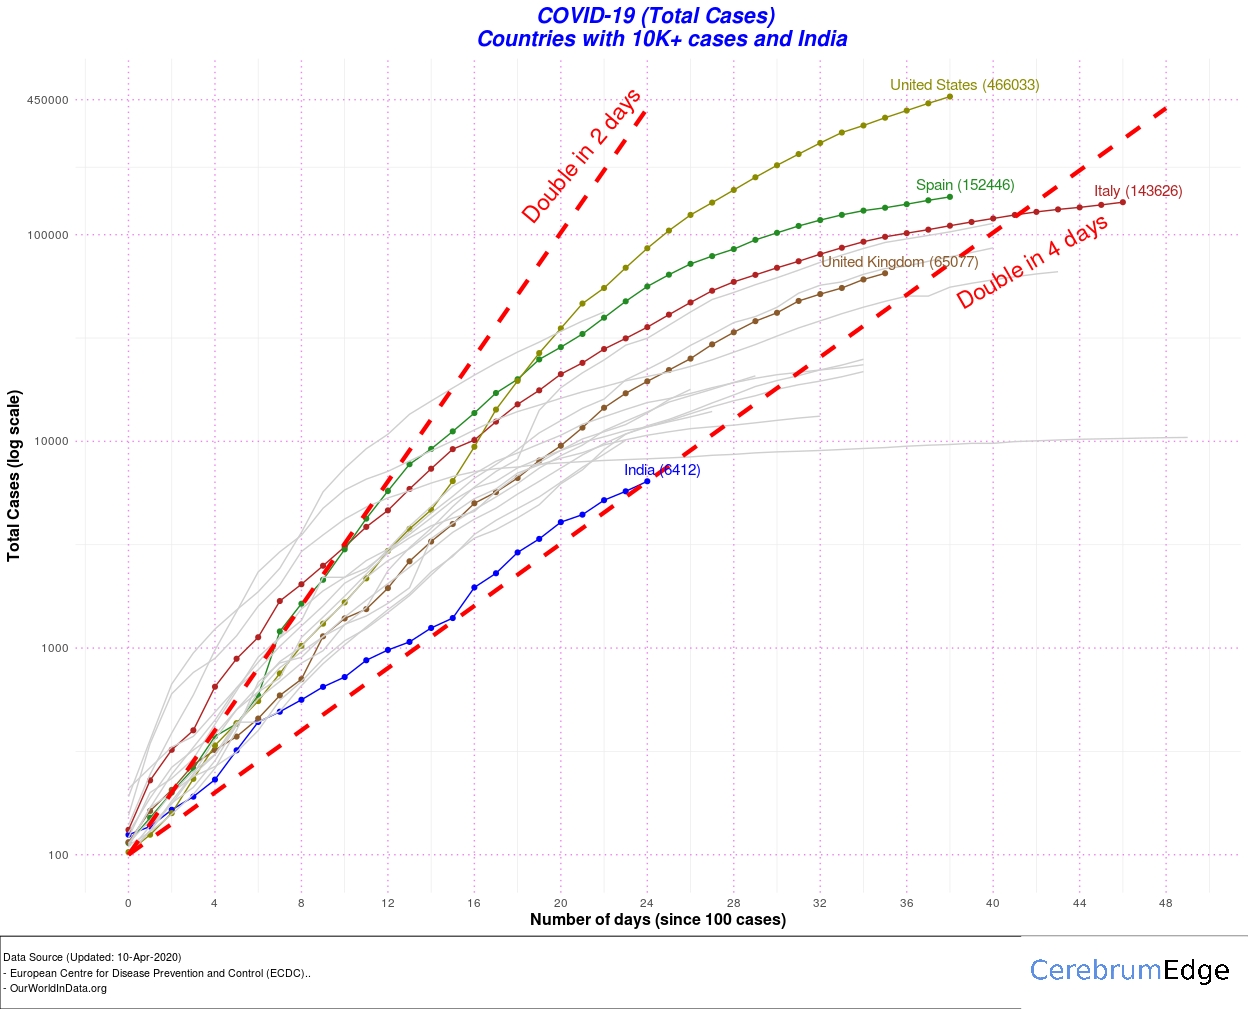 COVID-19 (Total Cases)
Countries with 10K+ cases and India
Total Cases (log scale)
450000
100000
10000
1000
100
Double in 2 days
United States (466033)
Spain (152446)
Italy (143626)
Double in 4 days
United Kingdom (65077)
India (6412)
0 4 8 12 16 20 24 28 32 36 40 44 48
Number of days (since 100 cases)
Data Source (Updated: 10-Apr-2020)
- European Centre for Disease Prevention and Control (ECDC)..
- OurWorldInData.org
CerebrumEdge